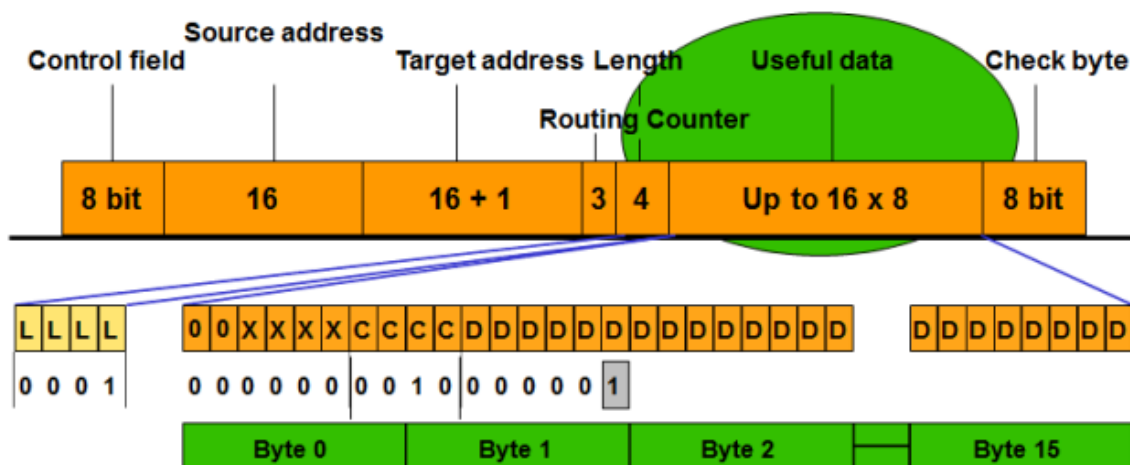 Source address
Control field Target address Length Useful data Check byte
Routing Counter
8 bit 16 16 + 1 3 4 Up to 16 x 8 8 bit
L L L L 0 0 X X X X C C C C D D D D D D D D D D D D D D D D D D D D D D
0 0 0 1 0 0 0 0 0 0 0 0 1 0 0 0 0 0 0 1
Byte 0 Byte 1 Byte 2 Byte 15